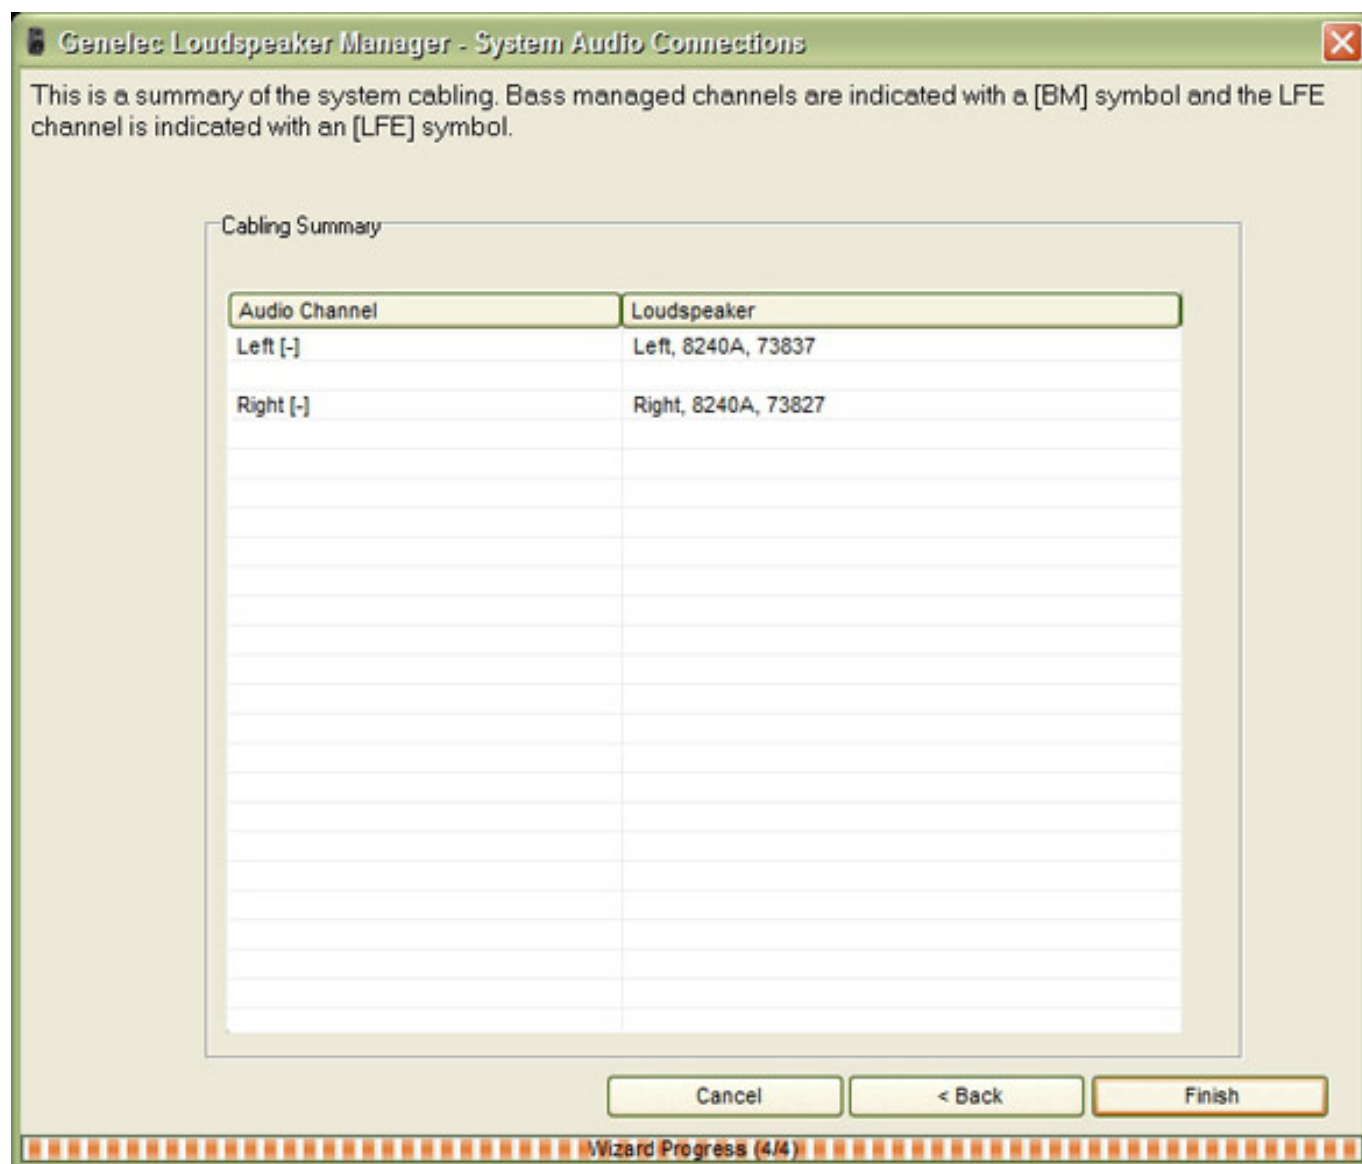 Genelec Loudspeaker Manager - System Audio Connections
This is a summary of the system cabling. Bass managed channels are indicated with a [BM] symbol and the LFE
channel is indicated with an [LFE] symbol.
Cabling Summary
Audio Channel Loudspeaker
Left [-] Left, 8240A, 73837
Right [-] Right, 8240A, 73827
Cancel < Back Finish
Wizard Progress (4/4)